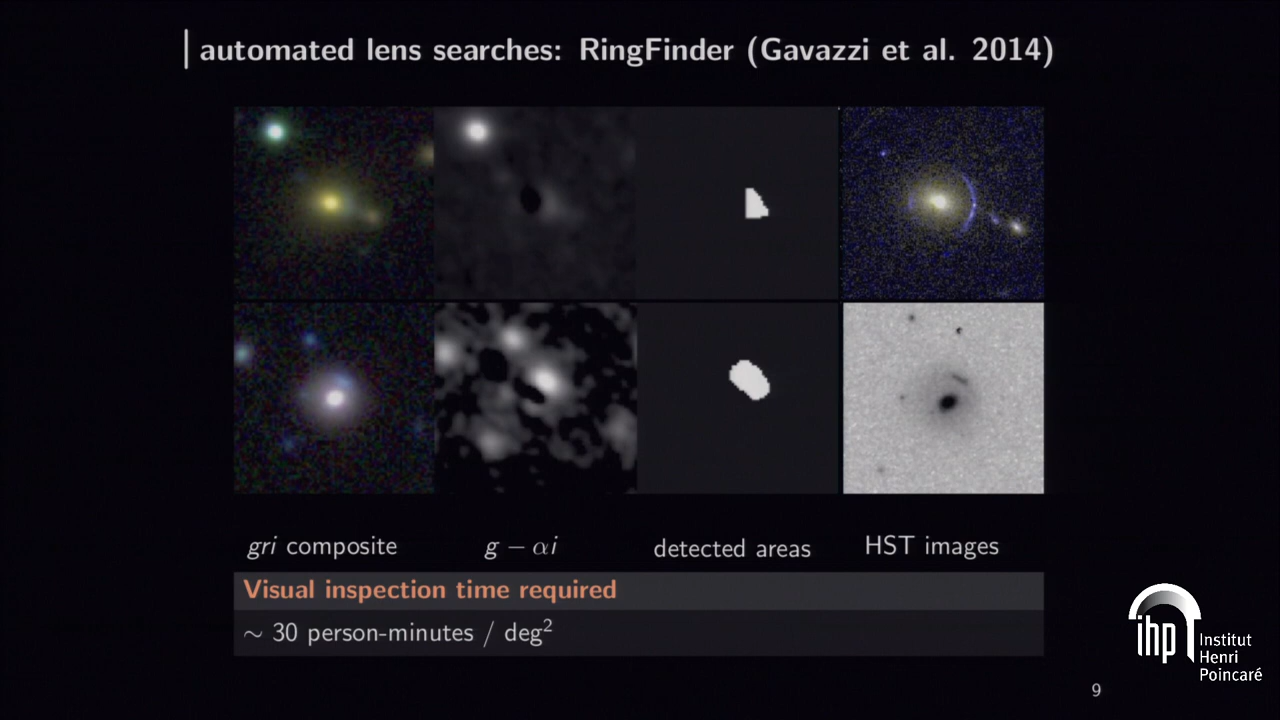 automated lens searches: RingFinder (Gavazzi et al. 2014)
gri composite
g − αi
detected areas
HST images
Visual inspection time required
∼ 30 person-minutes / deg²
ihp
Institut
Henri
Poincaré
9